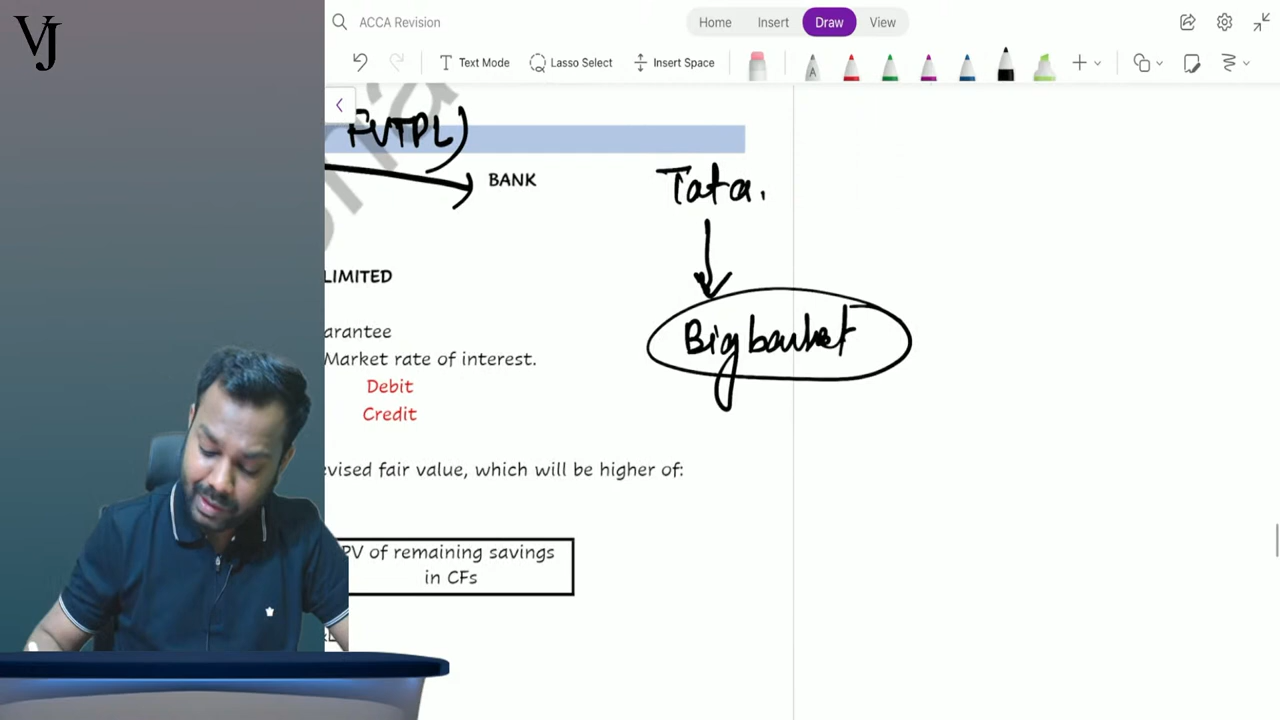 VJ
ACCA Revision
Home Insert Draw View
Text Mode Lasso Select Insert Space
FVTPL)
BANK
Tata.
LIMITED
arantee
Market rate of interest.
Bigbasket
Debit
Credit
evised fair value, which will be higher of:
PV of remaining savings
in CFs